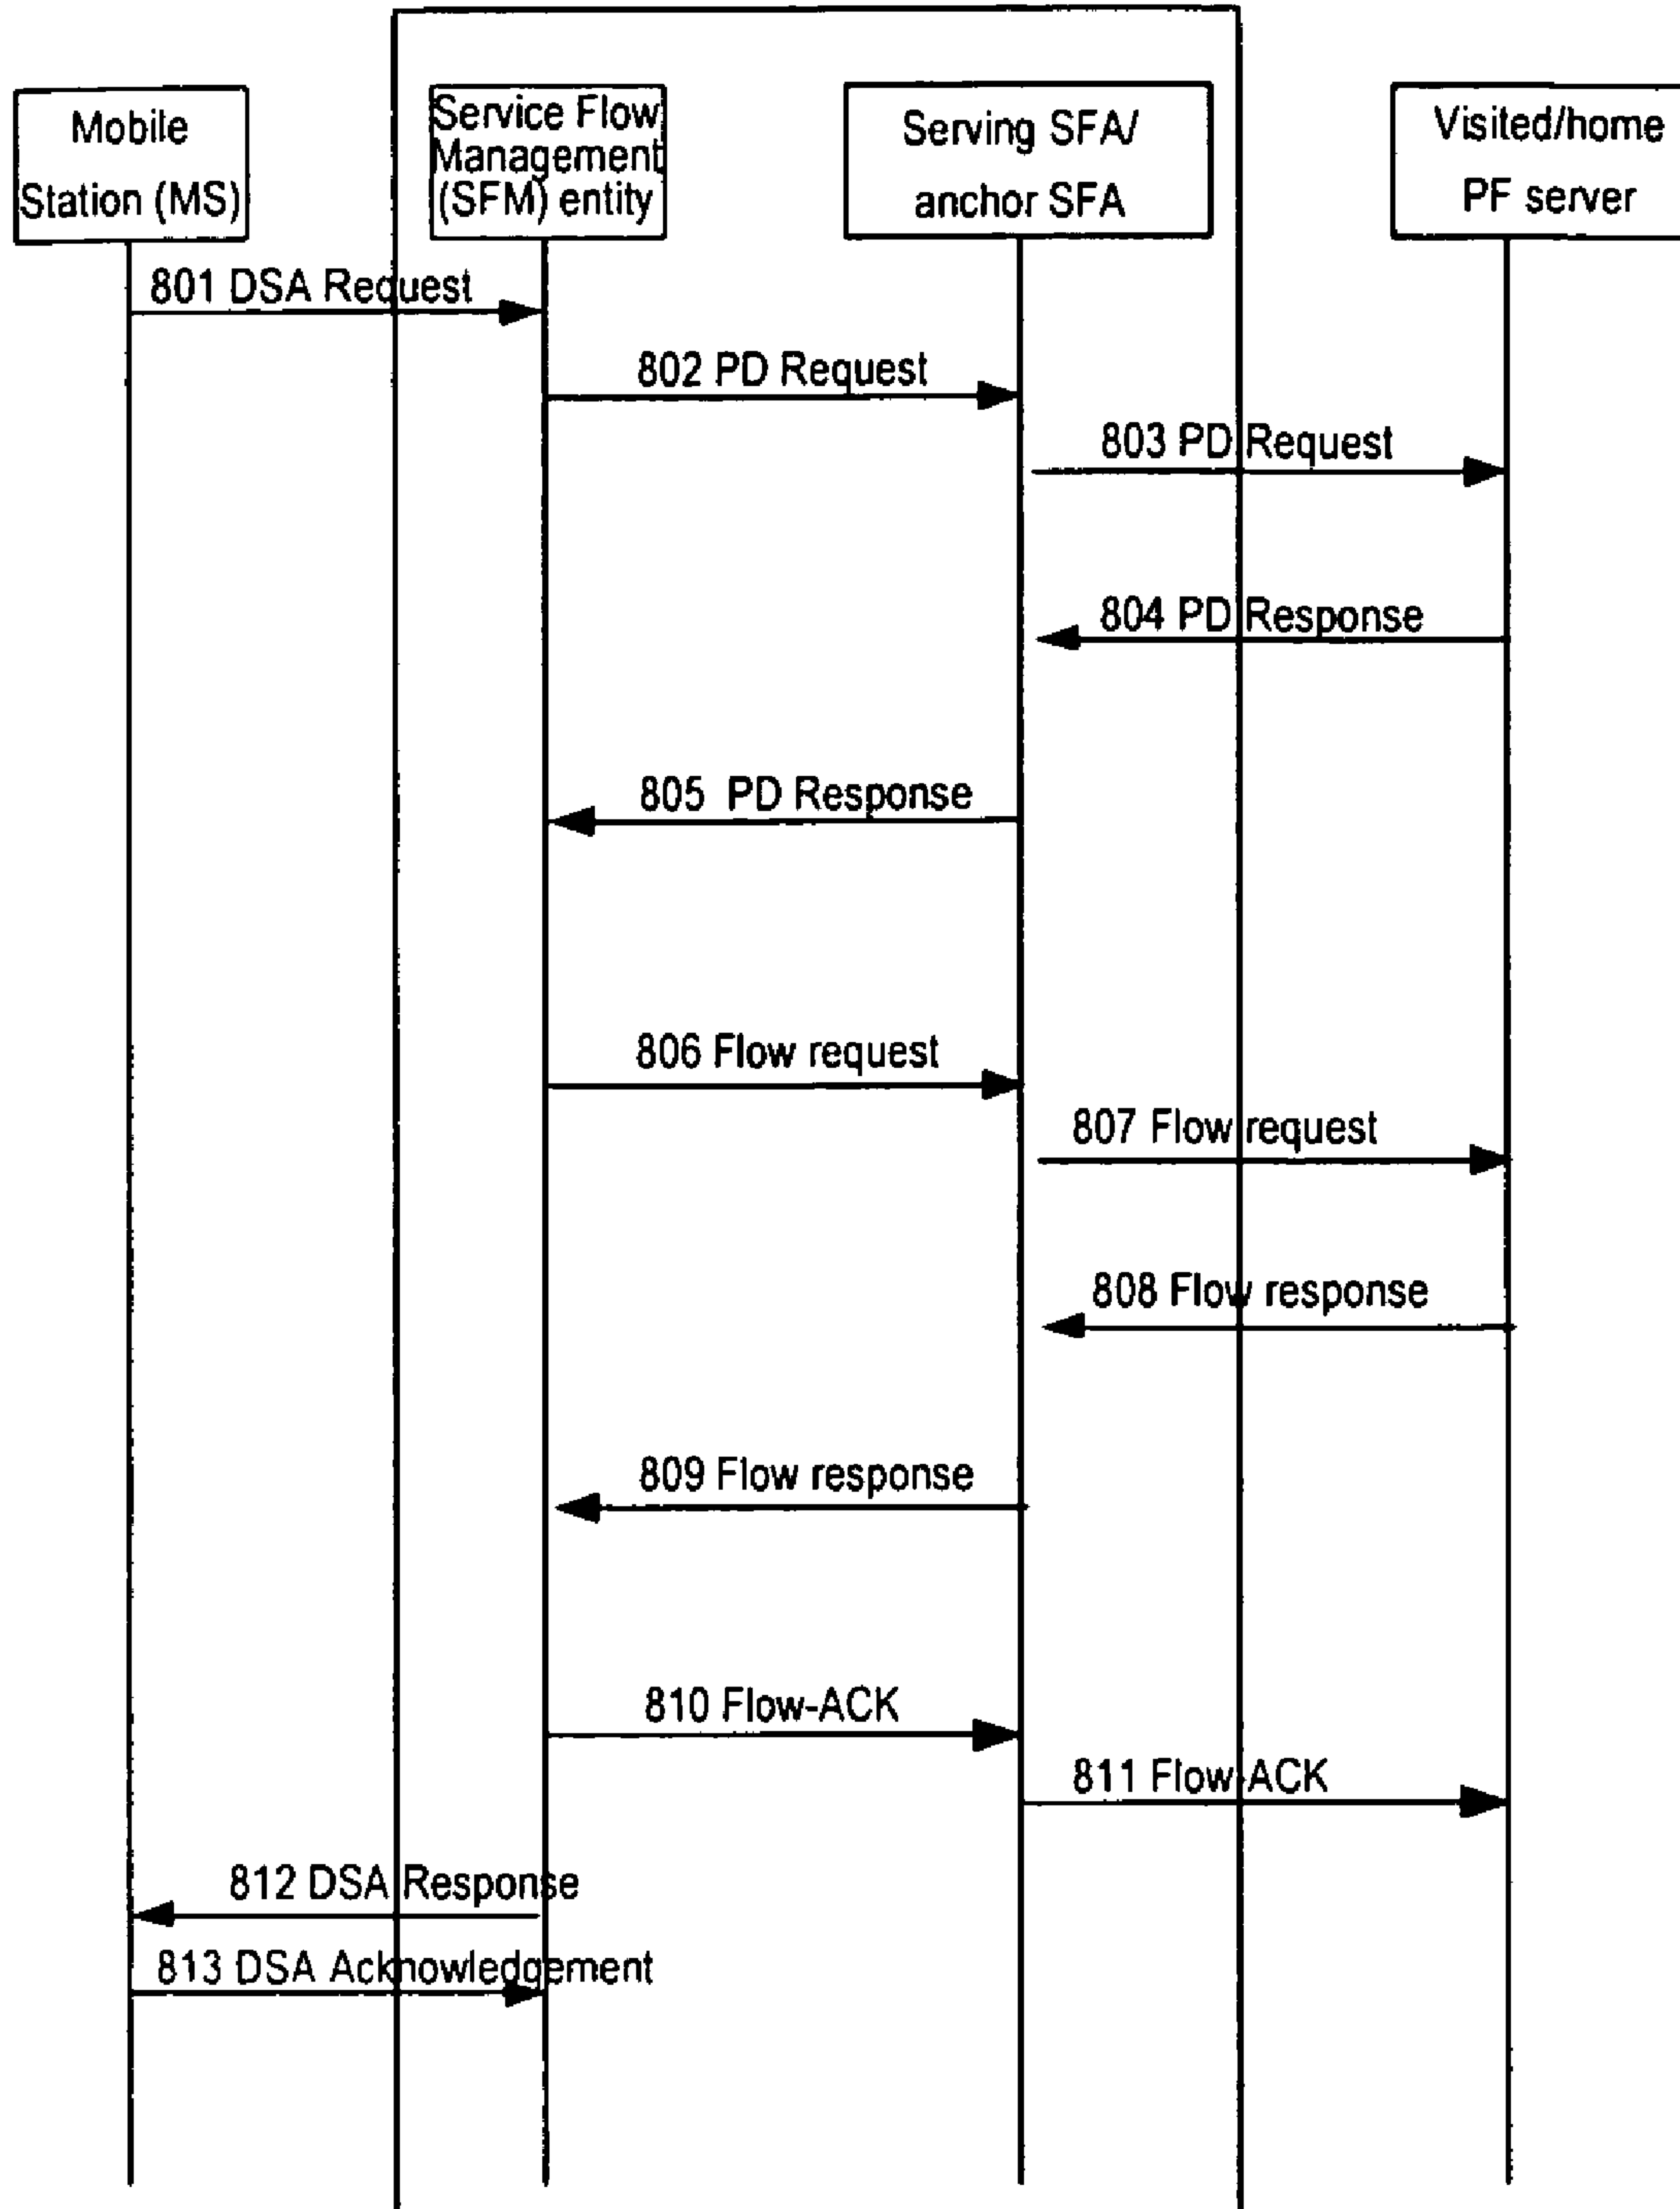 Mobile
Station (MS)
Service Flow
Management
(SFM) entity
Serving SFA/
anchor SFA
Visited/home
PF server
801 DSA Request
802 PD Request
803 PD Request
804 PD Response
805 PD Response
806 Flow request
807 Flow request
808 Flow response
809 Flow response
810 Flow-ACK
811 Flow-ACK
812 DSA Response
813 DSA Acknowledgement